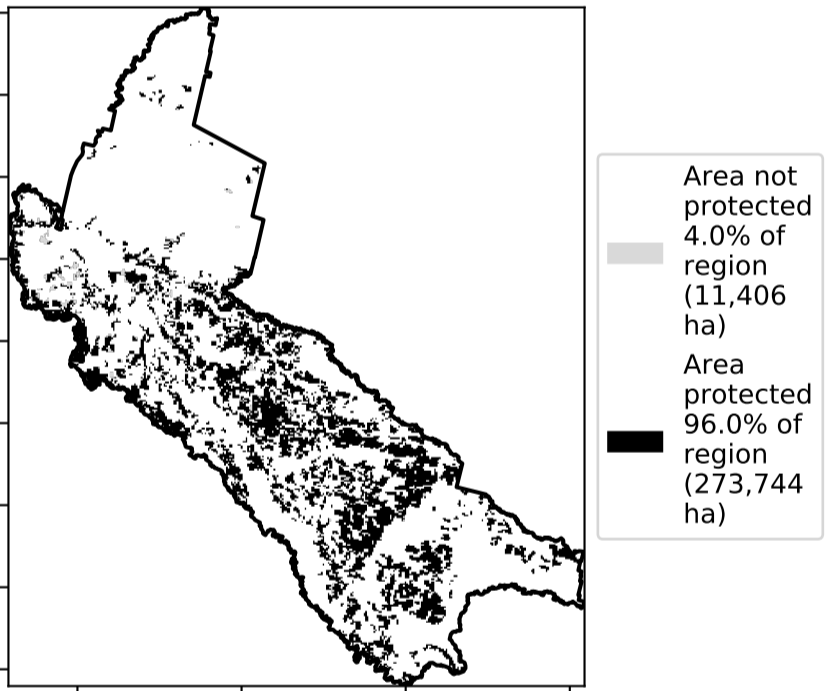 Area not
protected
4.0% of
region
(11,406
ha)
Area
protected
96.0% of
region
(273,744
ha)